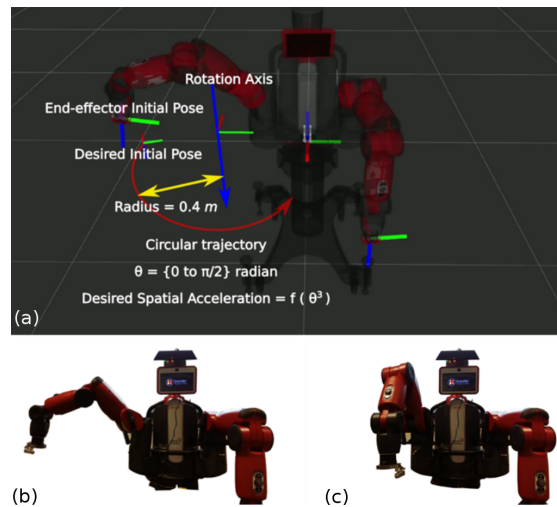 Rotation Axis
End-effector Initial Pose
Desired Initial Pose
Radius = 0.4 m
Circular trajectory
θ = {0 to π/2} radian
Desired Spatial Acceleration = f ( θ³ )
(a)
(b)
(c)